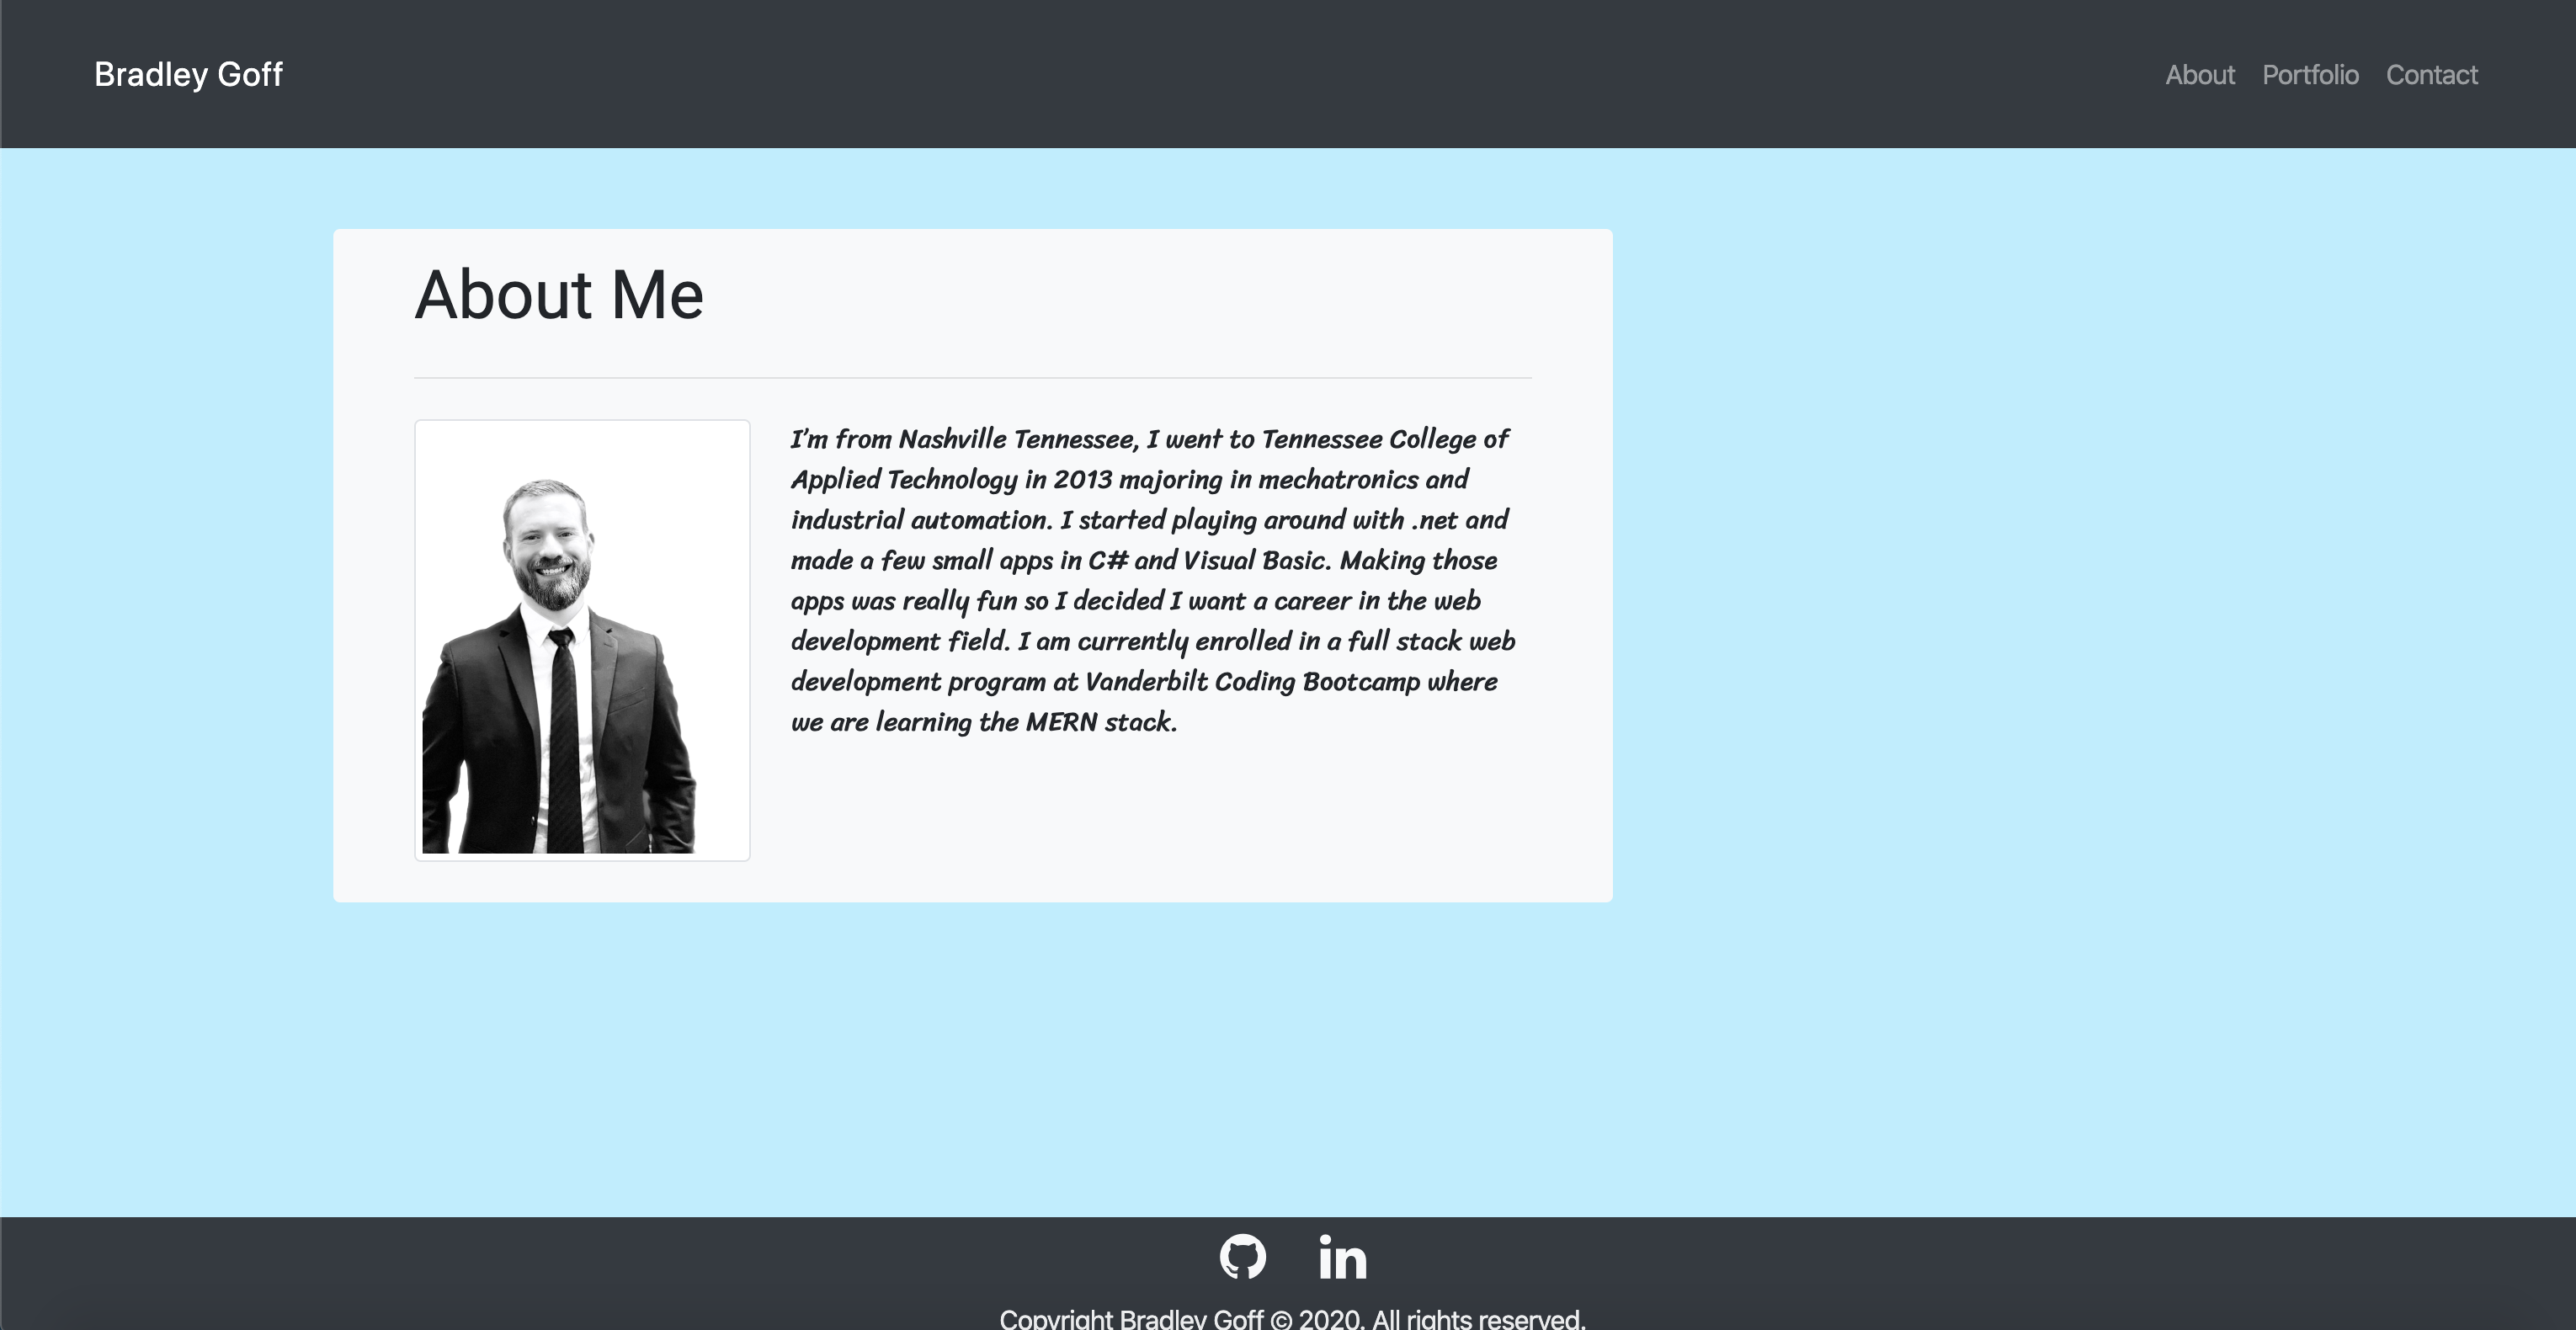 Bradley Goff
About Portfolio Contact
About Me
I'm from Nashville Tennessee, I went to Tennessee College of
Applied Technology in 2013 majoring in mechatronics and
industrial automation. I started playing around with .net and
made a few small apps in C# and Visual Basic. Making those
apps was really fun so I decided I want a career in the web
development field. I am currently enrolled in a full stack web
development program at Vanderbilt Coding Bootcamp where
we are learning the MERN stack.
in
Copyright Bradley Goff © 2020. All rights reserved.